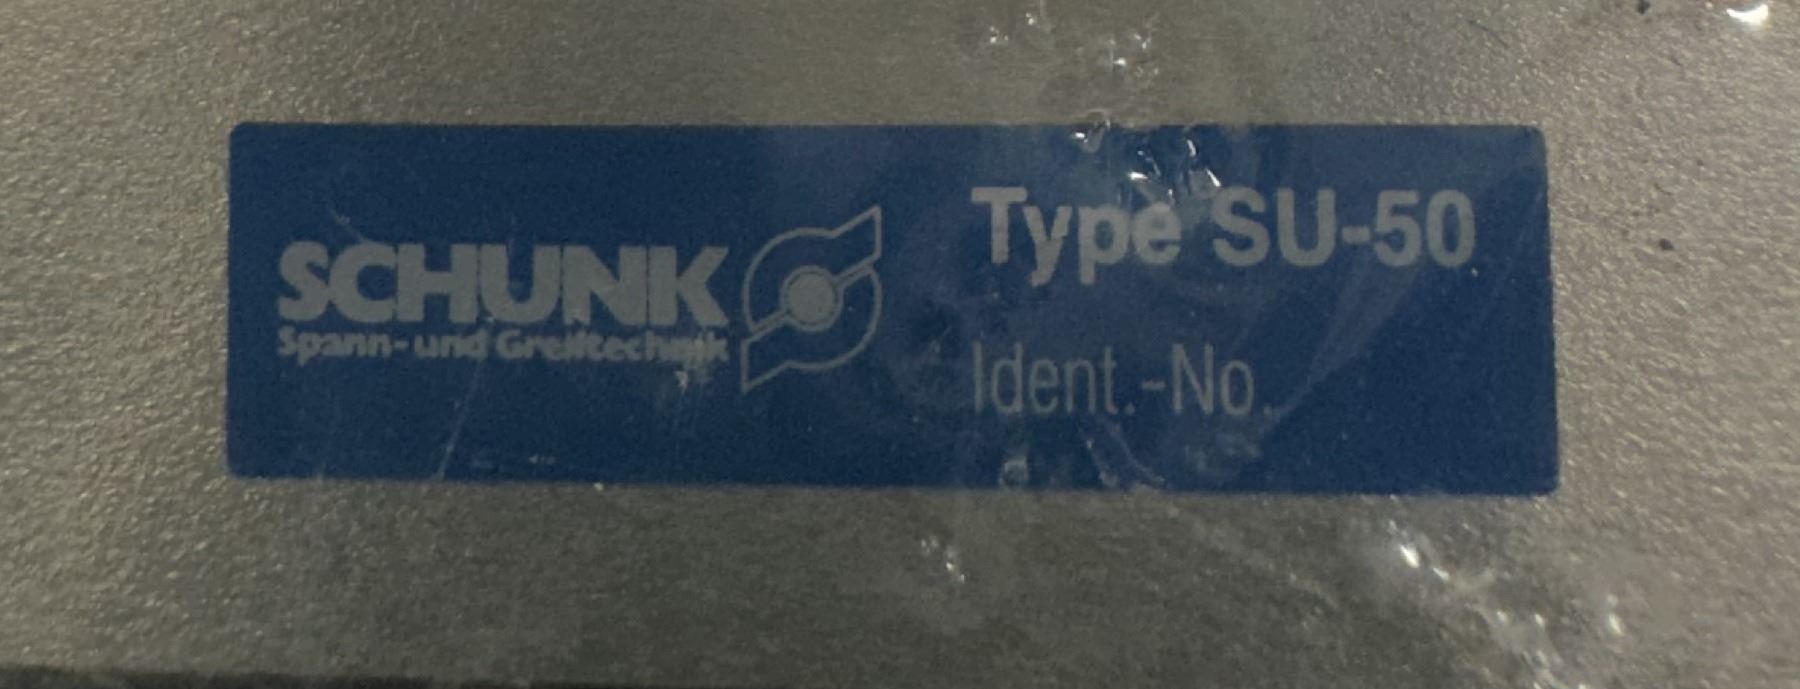 SCHUNK
Spann- und Greiftechnik
Type SU-50
Ident.-No.